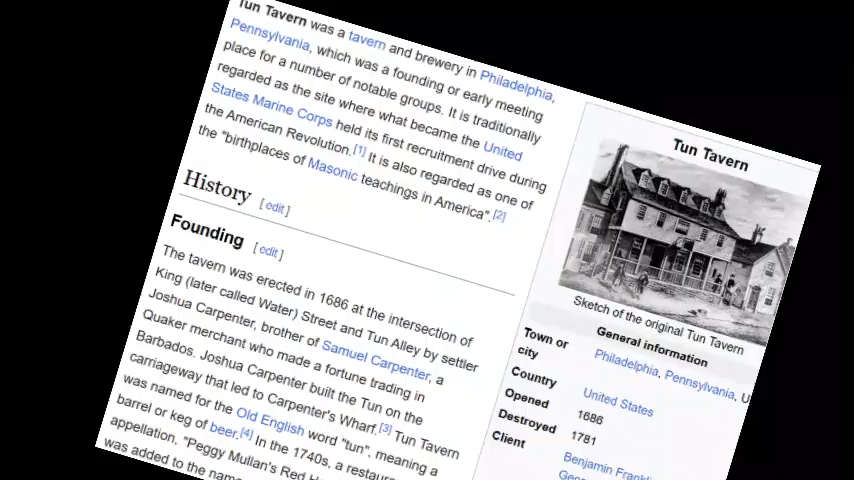 Tun Tavern was a tavern and brewery in Philadelphia,
Pennsylvania, which was a founding or early meeting
place for a number of notable groups. It is traditionally
regarded as the site where what became the United
States Marine Corps held its first recruitment drive during
the American Revolution.[1] It is also regarded as one of
the "birthplaces of Masonic teachings in America".[2]
History [ edit ]
Founding [ edit ]
The tavern was erected in 1686 at the intersection of
King (later called Water) Street and Tun Alley by settler
Joshua Carpenter, brother of Samuel Carpenter, a
Quaker merchant who made a fortune trading in
Barbados. Joshua Carpenter built the Tun on the
carriageway that led to Carpenter's Wharf.[3] Tun Tavern
was named for the Old English word "tun", meaning a
barrel or keg of beer.[4] In the 1740s, a
appellation, "Peggy Mullan's Red
was added to the
Tun Tavern
Sketch of the original Tun Tavern
General information
Town or city Philadelphia, Pennsylvania, U
Country United States
Opened 1686
Destroyed 1781
Client Benjamin